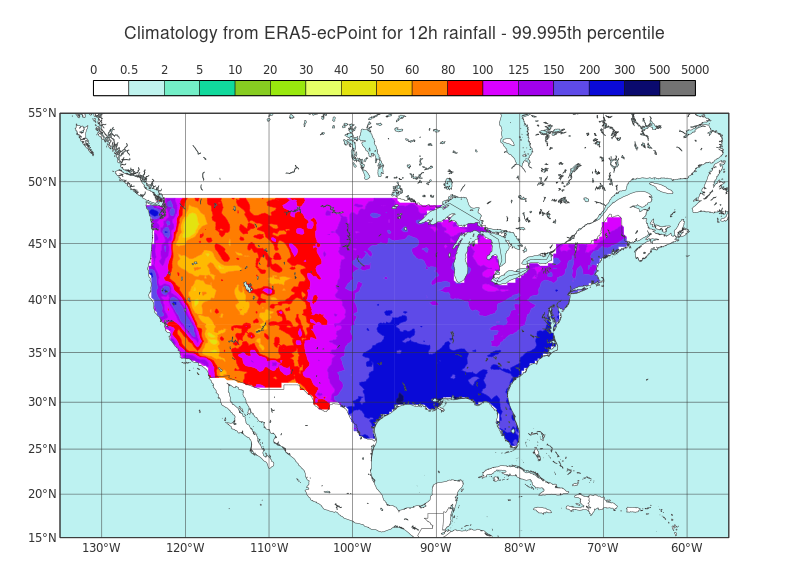 Climatology from ERA5-ecPoint for 12h rainfall - 99.995th percentile
0 0.5 2 5 10 20 30 40 50 60 80 100 125 150 200 300 500 5000
55°N
50°N
45°N
40°N
35°N
30°N
25°N
20°N
15°N
130°W 120°W 110°W 100°W 90°W 80°W 70°W 60°W